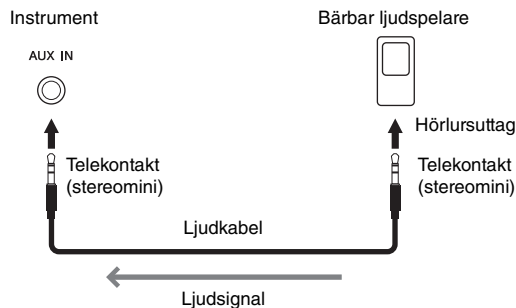 Instrument
Bärbar ljudspelare
AUX IN
Hörlursuttag
Telekontakt
(stereomini)
Telekontakt
(stereomini)
Ljudkabel
Ljudsignal